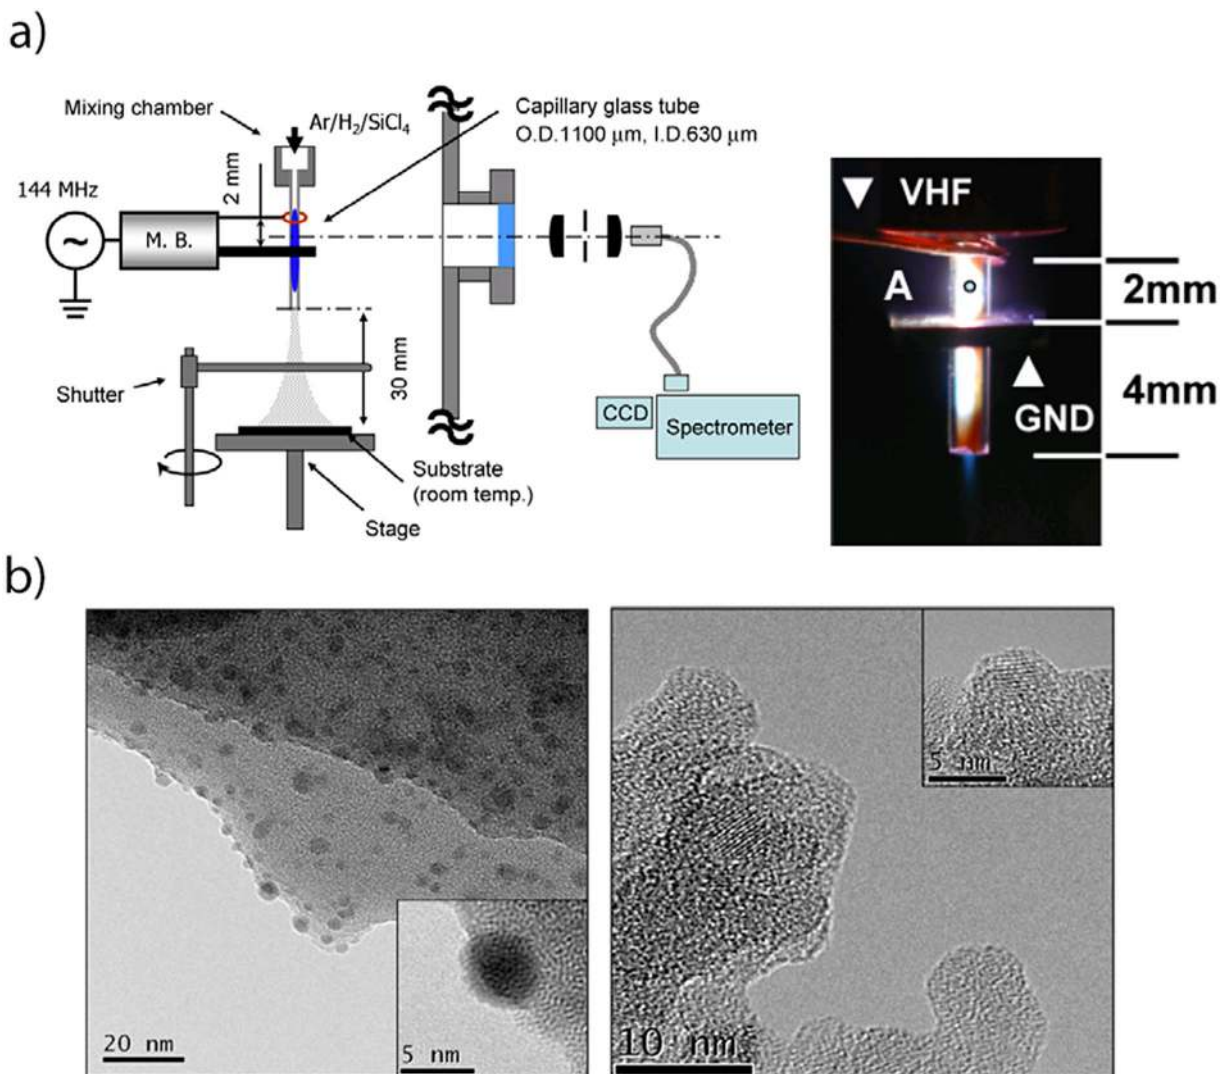 a)
Mixing chamber
Ar/H₂/SiCl₄
Capillary glass tube
O.D.1100 μm, I.D.630 μm
2 mm
144 MHz
~
M. B.
30 mm
Shutter
Substrate
(room temp.)
Stage
CCD
Spectrometer
VHF
A
2mm
4mm
GND
b)
20 nm
5 nm
5 nm
10 nm